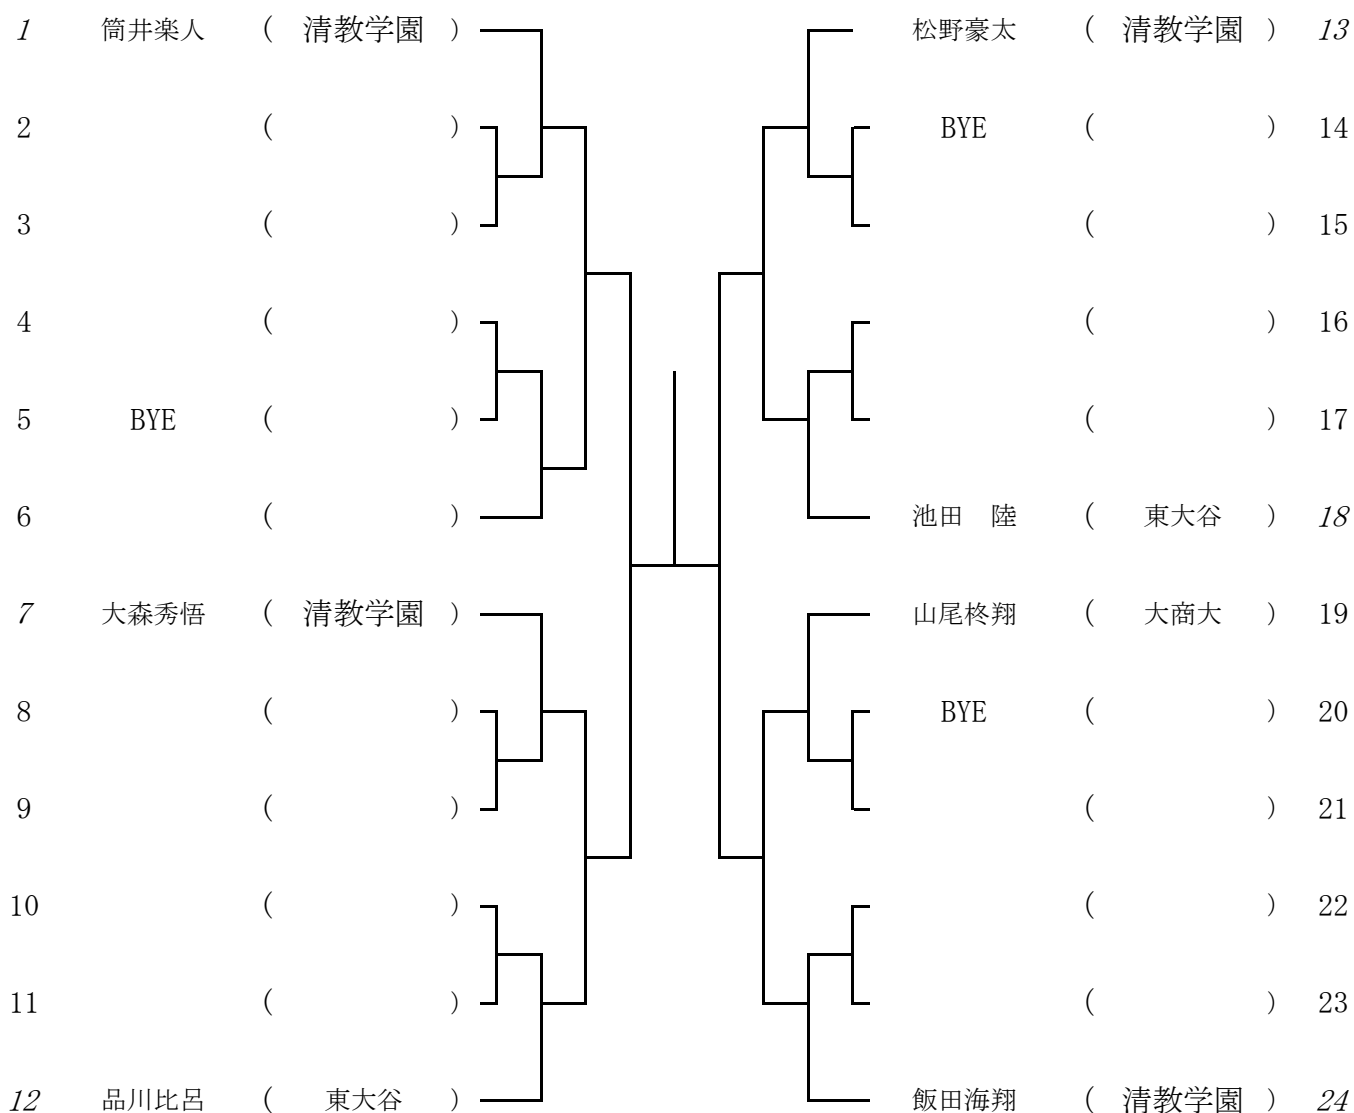 1 筒井楽人 ( 清教学園 ) 松野豪太 ( 清教学園 ) 13
2 ( ) BYE ( ) 14
3 ( ) ( ) 15
4 ( ) ( ) 16
5 BYE ( ) ( ) 17
6 ( ) 池田 陸 ( 東大谷 ) 18
7 大森秀悟 ( 清教学園 ) 山尾柊翔 ( 大商大 ) 19
8 ( ) BYE ( ) 20
9 ( ) ( ) 21
10 ( ) ( ) 22
11 ( ) ( ) 23
12 品川比呂 ( 東大谷 ) 飯田海翔 ( 清教学園 ) 24